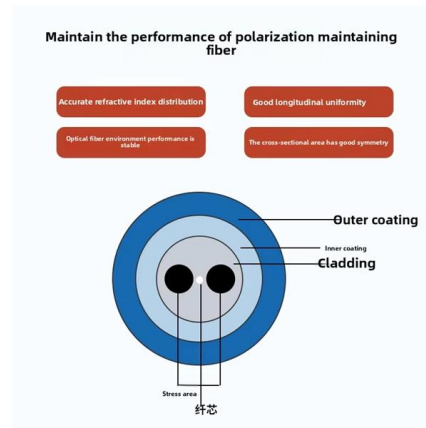 Maintain the performance of polarization maintaining
fiber
Accurate refractive index distribution
Good longitudinal uniformity
Optical fiber environment performance is
stable
The cross-sectional area has good symmetry
Outer coating
Inner coating
Cladding
Stress area
纤芯